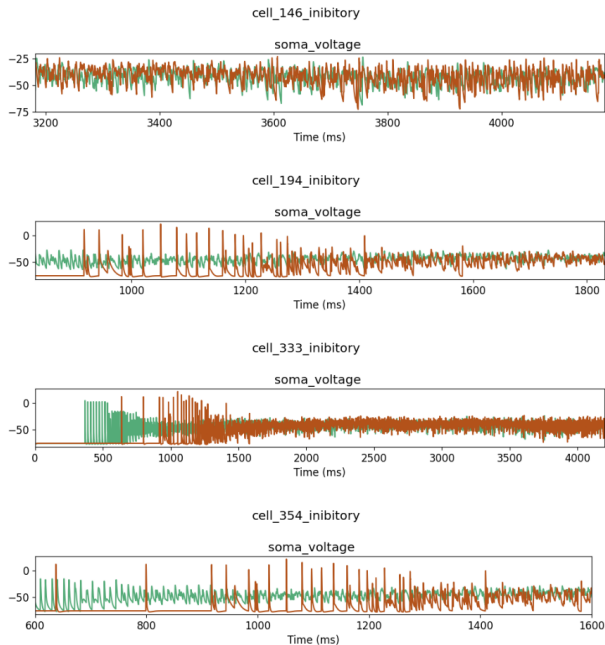 cell_146_inibitory
soma_voltage
−25
−50
−75
3200 3400 3600 3800 4000
Time (ms)
cell_194_inibitory
soma_voltage
0
−50
1000 1200 1400 1600 1800
Time (ms)
cell_333_inibitory
soma_voltage
0
−50
0 500 1000 1500 2000 2500 3000 3500 4000
Time (ms)
cell_354_inibitory
soma_voltage
0
−50
600 800 1000 1200 1400 1600
Time (ms)